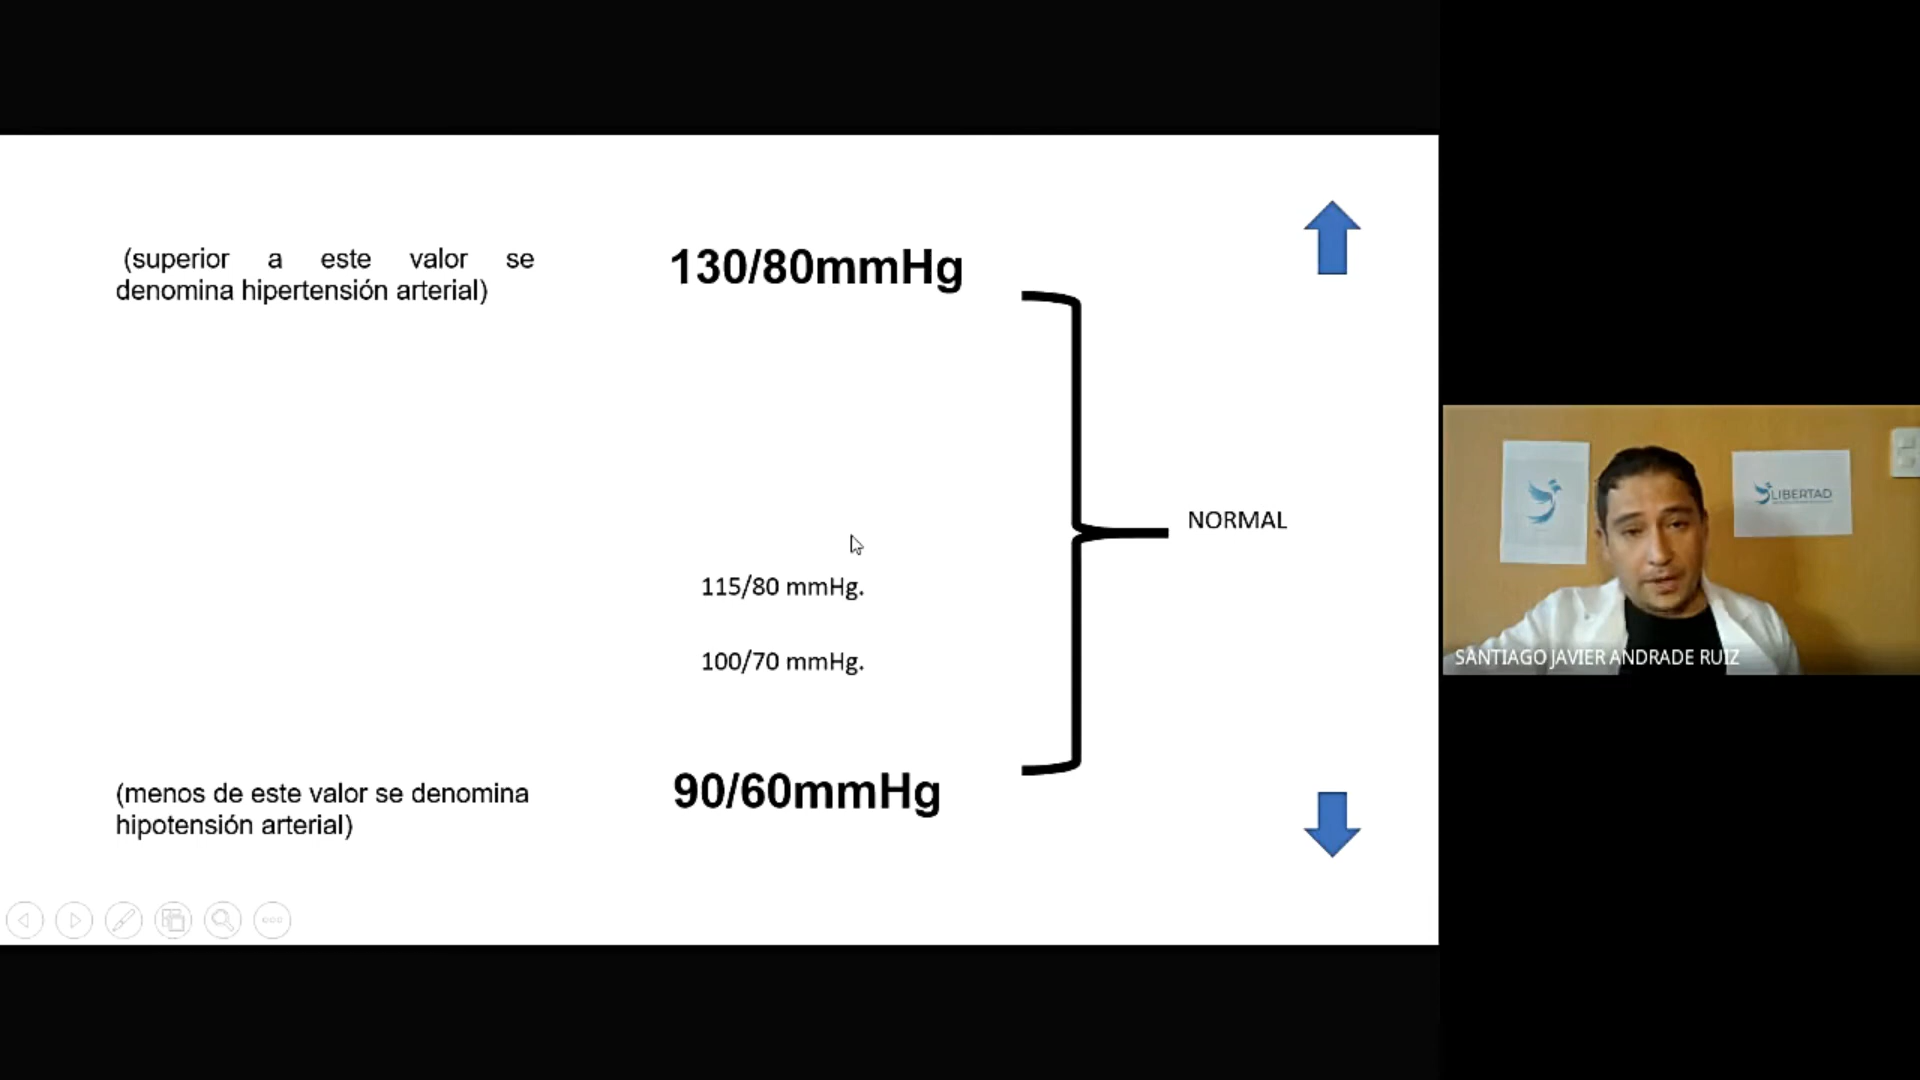 (superior a este valor se
denomina hipertensión arterial)
130/80mmHg
NORMAL
115/80 mmHg.
100/70 mmHg.
(menos de este valor se denomina
hipotensión arterial)
90/60mmHg
LIBERTAD
SANTIAGO JAVIER ANDRADE RUIZ